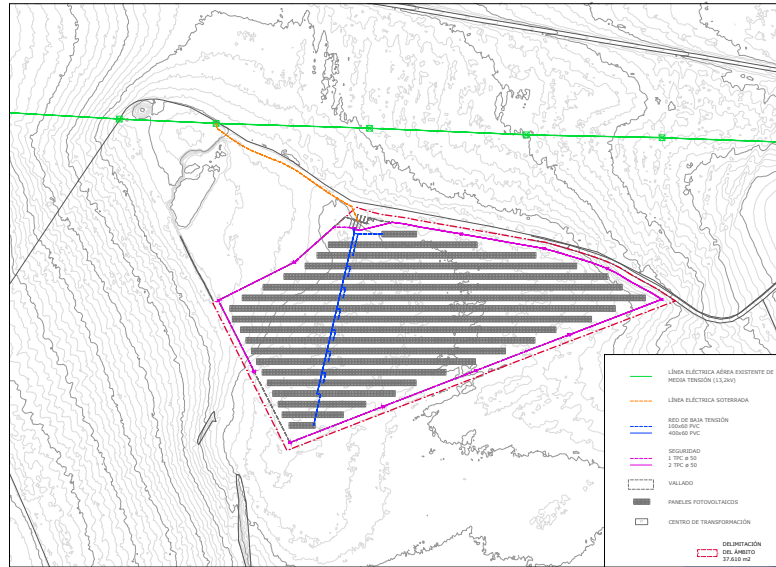 LÍNEA ELÉCTRICA AÉREA EXISTENTE DE
MEDIA TENSIÓN (13,2kV)
LÍNEA ELÉCTRICA SOTERRADA
RED DE BAJA TENSIÓN
100x60 PVC
400x60 PVC
SEGURIDAD
1 TPC ø 50
2 TPC ø 50
VALLADO
PANELES FOTOVOLTAICOS
CENTRO DE TRANSFORMACIÓN
DELIMITACIÓN
DEL ÁMBITO
37.610 m2